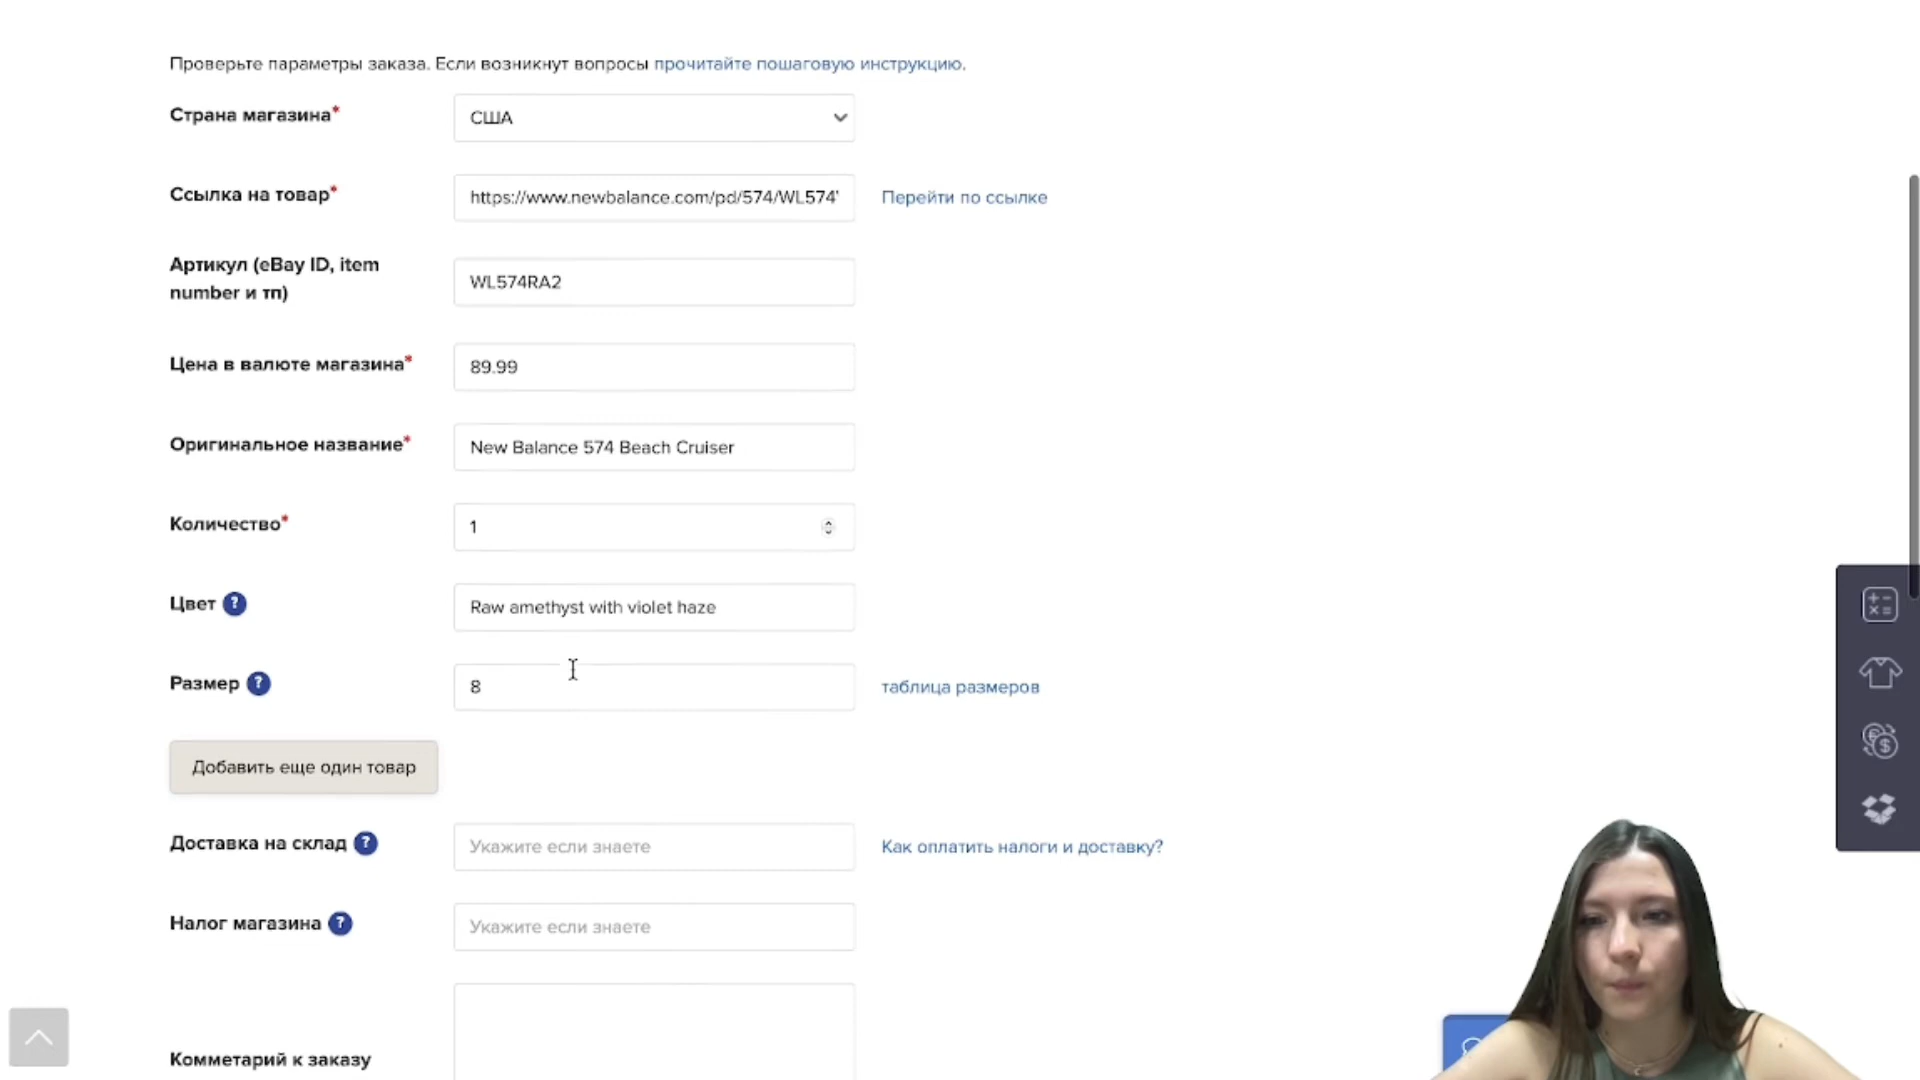 Проверьте параметры заказа. Если возникнут вопросы прочитайте пошаговую инструкцию.
Страна магазина*
США
Ссылка на товар*
https://www.newbalance.com/pd/574/WL574'
Перейти по ссылке
Артикул (eBay ID, item
number и тп)
WL574RA2
Цена в валюте магазина*
89.99
Оригинальное название*
New Balance 574 Beach Cruiser
Количество*
1
Цвет ?
Raw amethyst with violet haze
Размер ?
8
таблица размеров
Добавить еще один товар
Доставка на склад ?
Укажите если знаете
Как оплатить налоги и доставку?
Налог магазина ?
Укажите если знаете
Комметарий к заказу